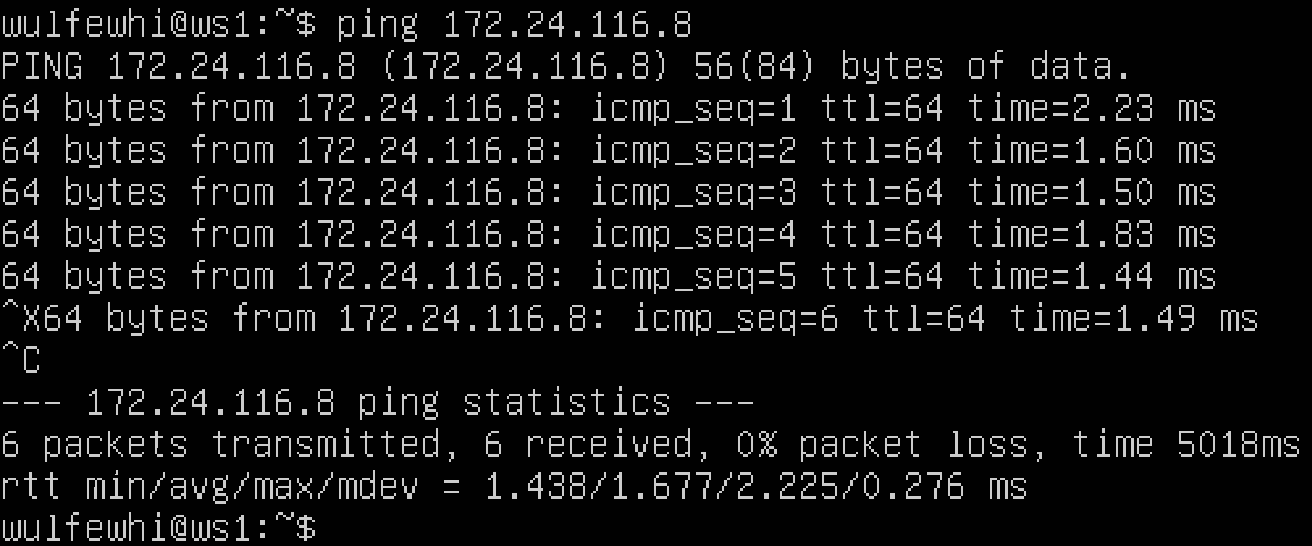 wulfewhi@ws1:~$ ping 172.24.116.8
PING 172.24.116.8 (172.24.116.8) 56(84) bytes of data.
64 bytes from 172.24.116.8: icmp_seq=1 ttl=64 time=2.23 ms
64 bytes from 172.24.116.8: icmp_seq=2 ttl=64 time=1.60 ms
64 bytes from 172.24.116.8: icmp_seq=3 ttl=64 time=1.50 ms
64 bytes from 172.24.116.8: icmp_seq=4 ttl=64 time=1.83 ms
64 bytes from 172.24.116.8: icmp_seq=5 ttl=64 time=1.44 ms
^X64 bytes from 172.24.116.8: icmp_seq=6 ttl=64 time=1.49 ms
^C
--- 172.24.116.8 ping statistics ---
6 packets transmitted, 6 received, 0% packet loss, time 5018ms
rtt min/avg/max/mdev = 1.438/1.677/2.225/0.276 ms
wulfewhi@ws1:~$